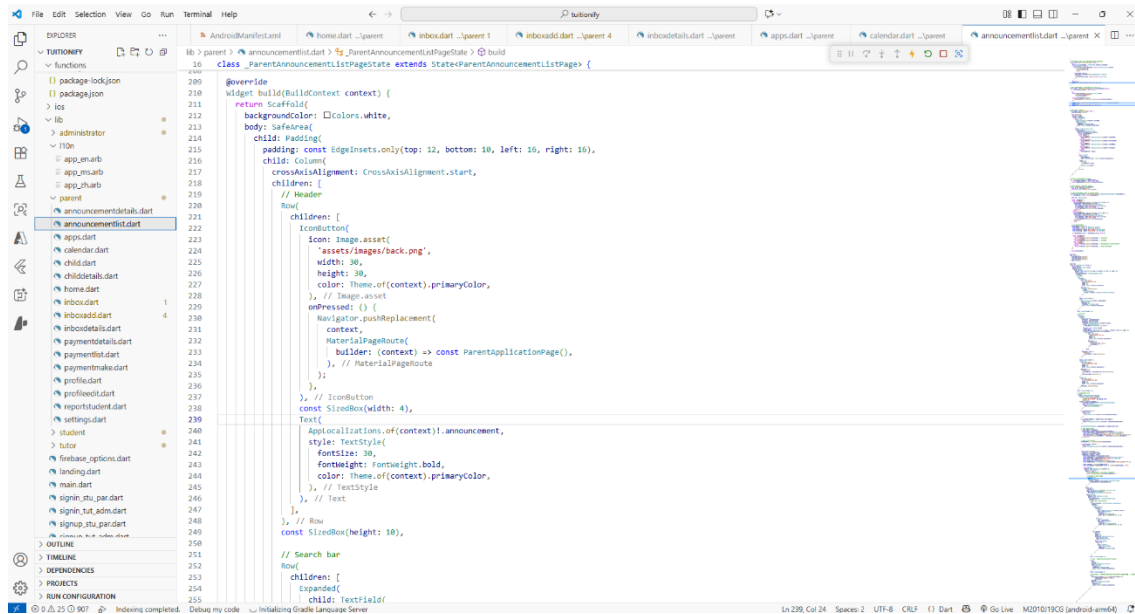 File Edit Selection View Go Run Terminal Help
tuitionify
EXPLORER
TUITIONIFY
functions
package-lock.json
package.json
ios
lib
administrator
l10n
app_en.arb
app_ms.arb
app_zh.arb
parent
announcementdetails.dart
announcementlist.dart
apps.dart
calendar.dart
child.dart
childdetails.dart
home.dart
inbox.dart 1
inboxadd.dart 4
inboxdetails.dart
paymentdetails.dart
paymentlist.dart
paymentmake.dart
profile.dart
profileedit.dart
reportstudent.dart
settings.dart
student
tutor
firebase_options.dart
landing.dart
main.dart
signin_stu_par.dart
signin_tut_adm.dart
signup_stu_par.dart
signup_tut_adm.dart
OUTLINE
TIMELINE
DEPENDENCIES
PROJECTS
RUN CONFIGURATION
AndroidManifest.xml home.dart ...\parent inbox.dart ...\parent 1 inboxadd.dart ...\parent 4 inboxdetails.dart ...\parent apps.dart ...\parent calendar.dart ...\parent announcementlist.dart ...\parent
lib > parent > announcementlist.dart > _ParentAnnouncementListPageState > build
16 class _ParentAnnouncementListPageState extends State<ParentAnnouncementListPage> {
208
209 @override
210 Widget build(BuildContext context) {
211 return Scaffold(
212 backgroundColor: Colors.white,
213 body: SafeArea(
214 child: Padding(
215 padding: const EdgeInsets.only(top: 12, bottom: 10, left: 16, right: 16),
216 child: Column(
217 crossAxisAlignment: CrossAxisAlignment.start,
218 children: [
219 // Header
220 Row(
221 children: [
222 IconButton(
223 icon: Image.asset(
224 'assets/images/back.png',
225 width: 30,
226 height: 30,
227 color: Theme.of(context).primaryColor,
228 ), // Image.asset
229 onPressed: () {
230 Navigator.pushReplacement(
231 context,
232 MaterialPageRoute(
233 builder: (context) => const ParentApplicationPage(),
234 ), // MaterialPageRoute
235 );
236 },
237 ), // IconButton
238 const SizedBox(width: 4),
239 Text(
240 AppLocalizations.of(context)!.announcement,
241 style: TextStyle(
242 fontSize: 30,
243 fontWeight: FontWeight.bold,
244 color: Theme.of(context).primaryColor,
245 ), // TextStyle
246 ), // Text
247 ],
248 ), // Row
249 const SizedBox(height: 10),
250
251 // Search bar
252 Row(
253 children: [
254 Expanded(
255 child: TextField(
0 25 907 Indexing completed. Debug my code Initializing Gradle Language Server Ln 239, Col 24 Spaces: 2 UTF-8 CRLF {} Dart Go Live M2010J19CG (android-arm64)